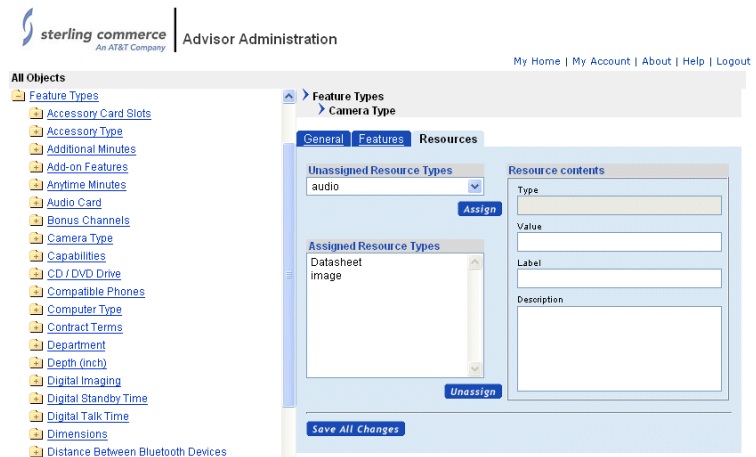 sterling commerce
An AT&T Company
Advisor Administration
My Home | My Account | About | Help | Logout
All Objects
Feature Types
Accessory Card Slots
Accessory Type
Additional Minutes
Add-on Features
Anytime Minutes
Audio Card
Bonus Channels
Camera Type
Capabilities
CD / DVD Drive
Compatible Phones
Computer Type
Contract Terms
Department
Depth (inch)
Digital Imaging
Digital Standby Time
Digital Talk Time
Dimensions
Distance Between Bluetooth Devices
Feature Types
Camera Type
General Features Resources
Unassigned Resource Types
audio
Assign
Assigned Resource Types
Datasheet
image
Unassign
Save All Changes
Resource contents
Type
Value
Label
Description